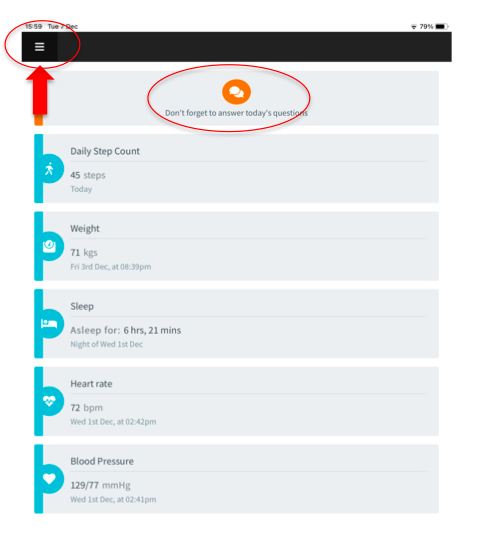 15:59 Tue 7 Dec
79%
Don't forget to answer today's questions
Daily Step Count
45 steps
Today
Weight
71 kgs
Fri 3rd Dec, at 08:39pm
Sleep
Asleep for: 6 hrs, 21 mins
Night of Wed 1st Dec
Heart rate
72 bpm
Wed 1st Dec, at 02:42pm
Blood Pressure
129/77 mmHg
Wed 1st Dec, at 02:41pm